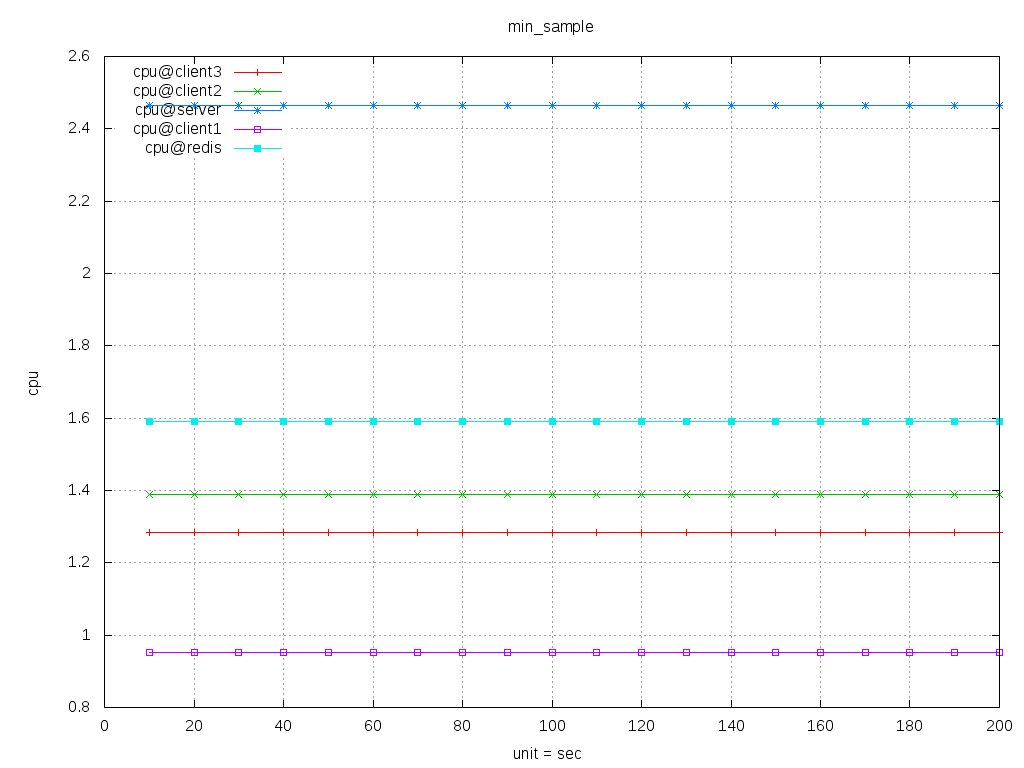 min_sample
2.6
cpu@client3
cpu@client2
cpu@server
2.4
cpu@client1
cpu@redis
2.2
2
1.8
cpu
1.6
1.4
1.2
1
0.8
0 20 40 60 80 100 120 140 160 180 200
unit = sec